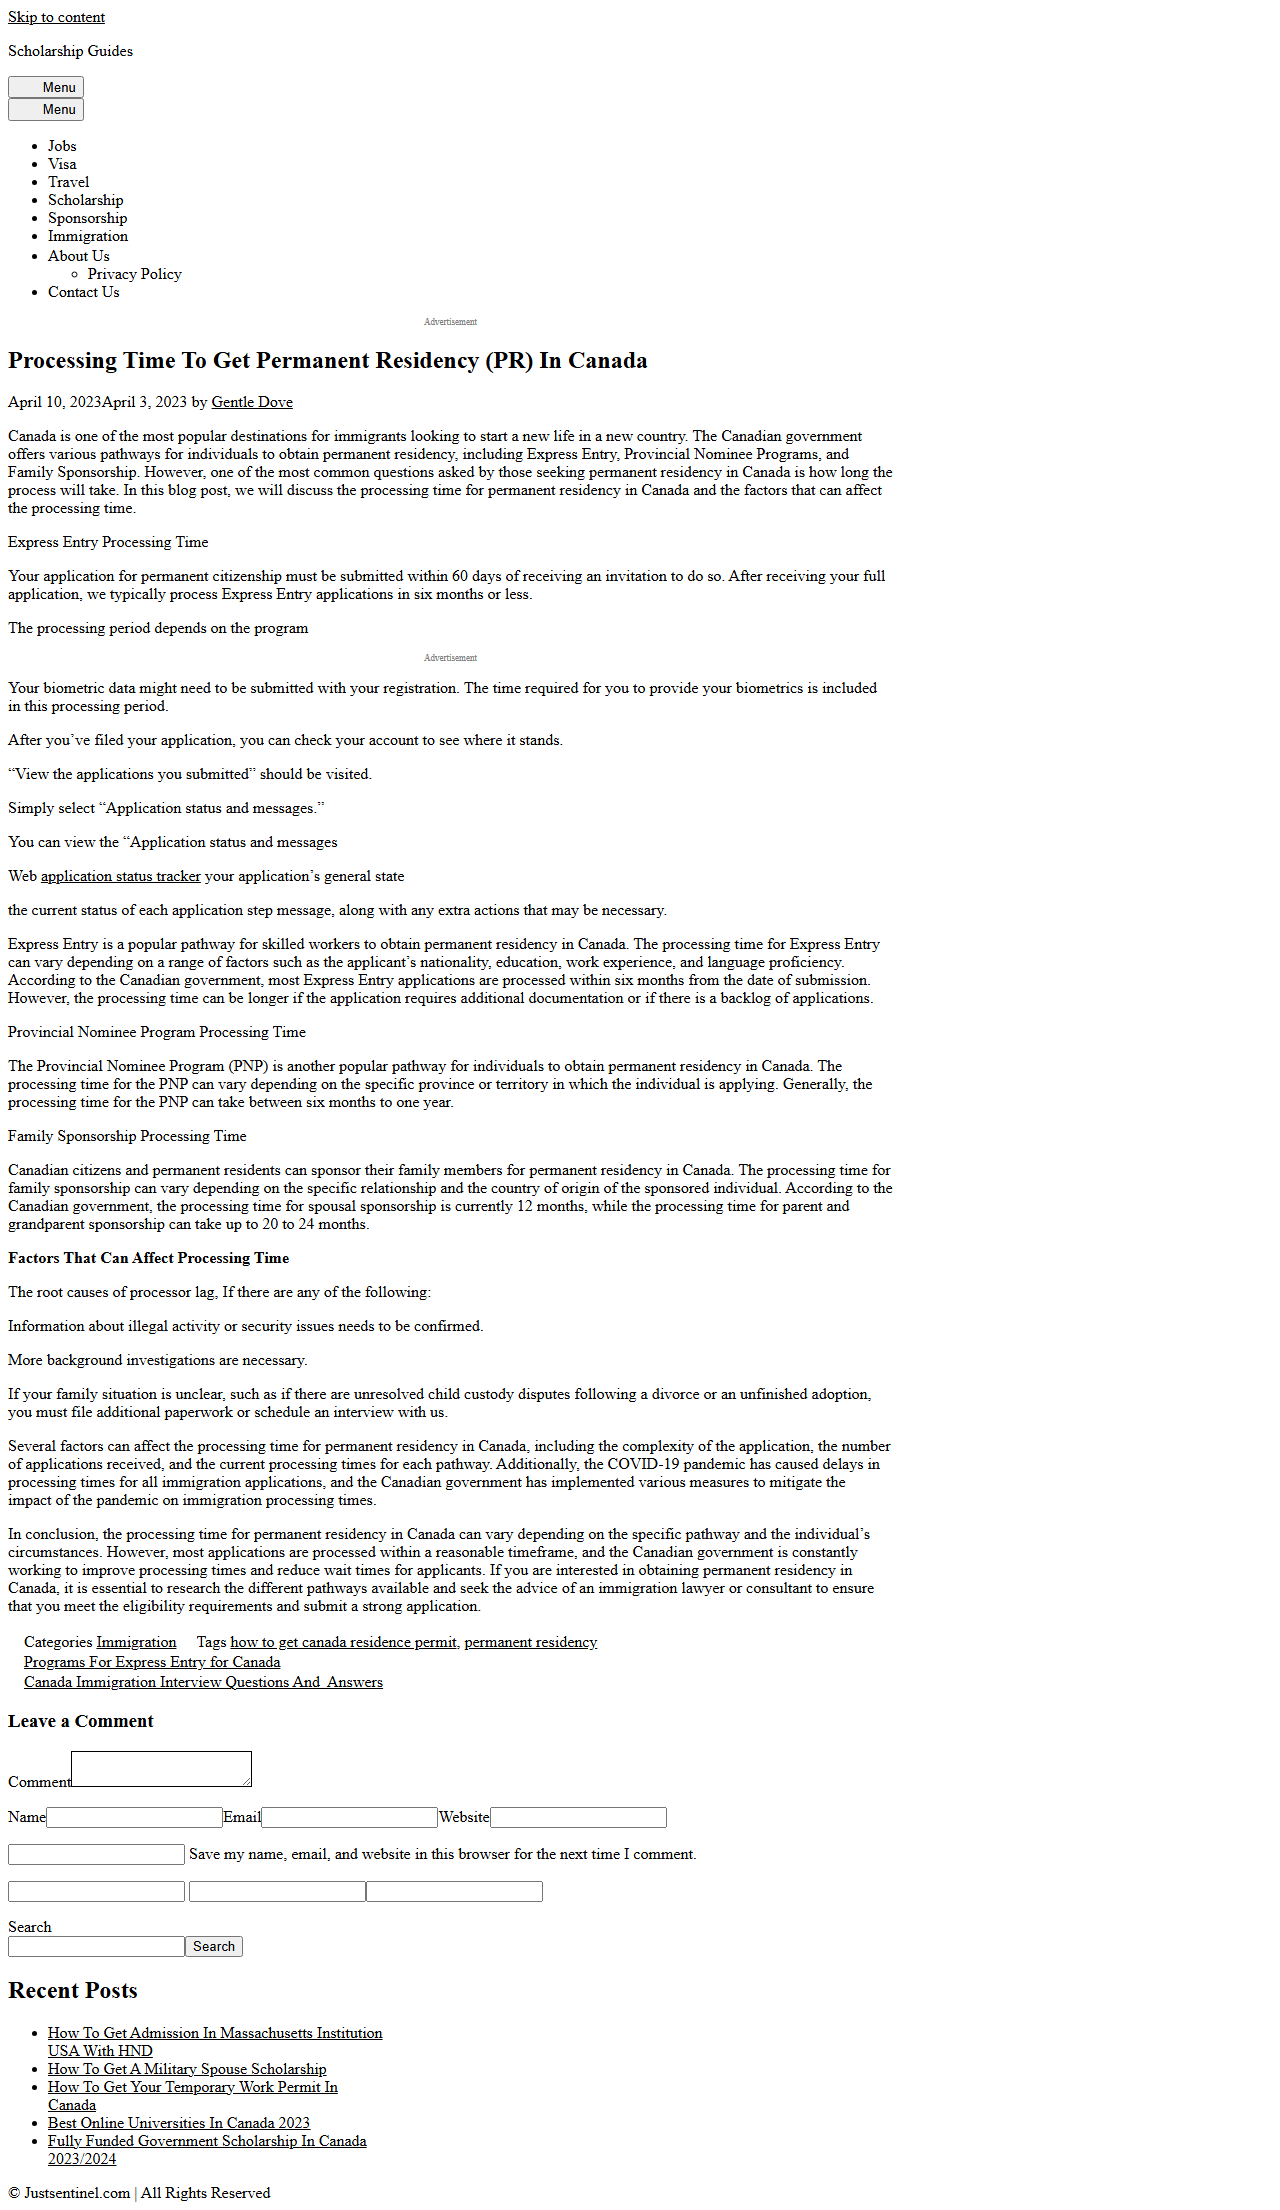 Skip to content
Scholarship Guides
Menu
Menu
Jobs
Visa
Travel
Scholarship
Sponsorship
Immigration
About Us
Privacy Policy
Contact Us
Advertisement
Processing Time To Get Permanent Residency (PR) In Canada
April 10, 2023April 3, 2023 by Gentle Dove
Canada is one of the most popular destinations for immigrants looking to start a new life in a new country. The Canadian government
offers various pathways for individuals to obtain permanent residency, including Express Entry, Provincial Nominee Programs, and
Family Sponsorship. However, one of the most common questions asked by those seeking permanent residency in Canada is how long the
process will take. In this blog post, we will discuss the processing time for permanent residency in Canada and the factors that can affect
the processing time.
Express Entry Processing Time
Your application for permanent citizenship must be submitted within 60 days of receiving an invitation to do so. After receiving your full
application, we typically process Express Entry applications in six months or less.
The processing period depends on the program
Advertisement
Your biometric data might need to be submitted with your registration. The time required for you to provide your biometrics is included
in this processing period.
After you’ve filed your application, you can check your account to see where it stands.
“View the applications you submitted” should be visited.
Simply select “Application status and messages.”
You can view the “Application status and messages
Web application status tracker your application’s general state
the current status of each application step message, along with any extra actions that may be necessary.
Express Entry is a popular pathway for skilled workers to obtain permanent residency in Canada. The processing time for Express Entry
can vary depending on a range of factors such as the applicant’s nationality, education, work experience, and language proficiency.
According to the Canadian government, most Express Entry applications are processed within six months from the date of submission.
However, the processing time can be longer if the application requires additional documentation or if there is a backlog of applications.
Provincial Nominee Program Processing Time
The Provincial Nominee Program (PNP) is another popular pathway for individuals to obtain permanent residency in Canada. The
processing time for the PNP can vary depending on the specific province or territory in which the individual is applying. Generally, the
processing time for the PNP can take between six months to one year.
Family Sponsorship Processing Time
Canadian citizens and permanent residents can sponsor their family members for permanent residency in Canada. The processing time for
family sponsorship can vary depending on the specific relationship and the country of origin of the sponsored individual. According to the
Canadian government, the processing time for spousal sponsorship is currently 12 months, while the processing time for parent and
grandparent sponsorship can take up to 20 to 24 months.
Factors That Can Affect Processing Time
The root causes of processor lag, If there are any of the following:
Information about illegal activity or security issues needs to be confirmed.
More background investigations are necessary.
If your family situation is unclear, such as if there are unresolved child custody disputes following a divorce or an unfinished adoption,
you must file additional paperwork or schedule an interview with us.
Several factors can affect the processing time for permanent residency in Canada, including the complexity of the application, the number
of applications received, and the current processing times for each pathway. Additionally, the COVID-19 pandemic has caused delays in
processing times for all immigration applications, and the Canadian government has implemented various measures to mitigate the
impact of the pandemic on immigration processing times.
In conclusion, the processing time for permanent residency in Canada can vary depending on the specific pathway and the individual’s
circumstances. However, most applications are processed within a reasonable timeframe, and the Canadian government is constantly
working to improve processing times and reduce wait times for applicants. If you are interested in obtaining permanent residency in
Canada, it is essential to research the different pathways available and seek the advice of an immigration lawyer or consultant to ensure
that you meet the eligibility requirements and submit a strong application.
Categories Immigration Tags how to get canada residence permit, permanent residency
Programs For Express Entry for Canada
Canada Immigration Interview Questions And Answers
Leave a Comment
Comment
Name Email Website
Save my name, email, and website in this browser for the next time I comment.
Search
Search
Recent Posts
How To Get Admission In Massachusetts Institution
USA With HND
How To Get A Military Spouse Scholarship
How To Get Your Temporary Work Permit In
Canada
Best Online Universities In Canada 2023
Fully Funded Government Scholarship In Canada
2023/2024
© Justsentinel.com | All Rights Reserved